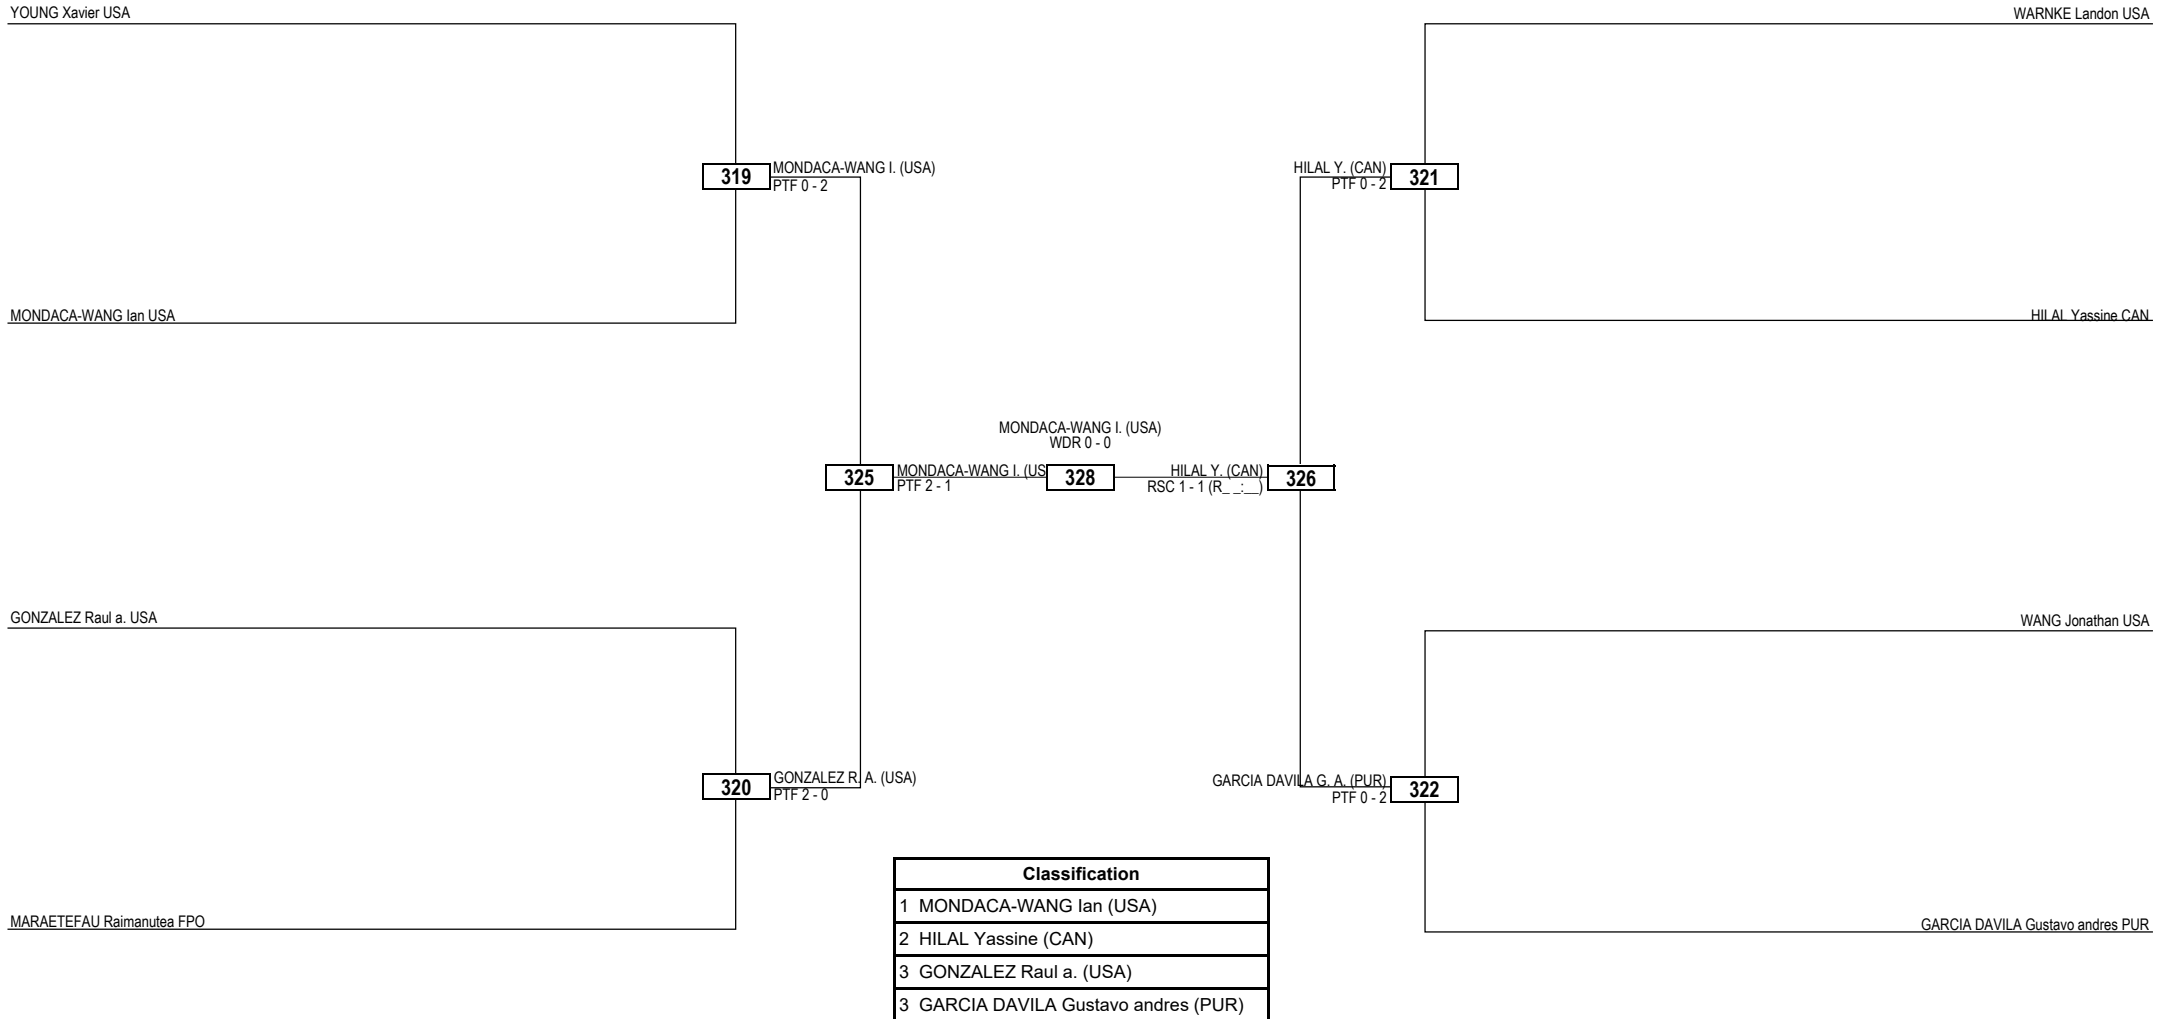 YOUNG Xavier USA
WARNKE Landon USA
319
MONDACA-WANG I. (USA)
PTF 0 - 2
HILAL Y. (CAN)
PTF 0 - 2
321
MONDACA-WANG Ian USA
HILAL Yassine CAN
MONDACA-WANG I. (USA)
WDR 0 - 0
325
MONDACA-WANG I. (US
PTF 2 - 1
328
HILAL Y. (CAN)
RSC 1 - 1 (R_ _:__)
326
GONZALEZ Raul a. USA
WANG Jonathan USA
320
GONZALEZ R. A. (USA)
PTF 2 - 0
GARCIA DAVILA G. A. (PUR)
PTF 0 - 2
322
MARAETEFAU Raimanutea FPO
GARCIA DAVILA Gustavo andres PUR
Classification
1 MONDACA-WANG Ian (USA)
2 HILAL Yassine (CAN)
3 GONZALEZ Raul a. (USA)
3 GARCIA DAVILA Gustavo andres (PUR)